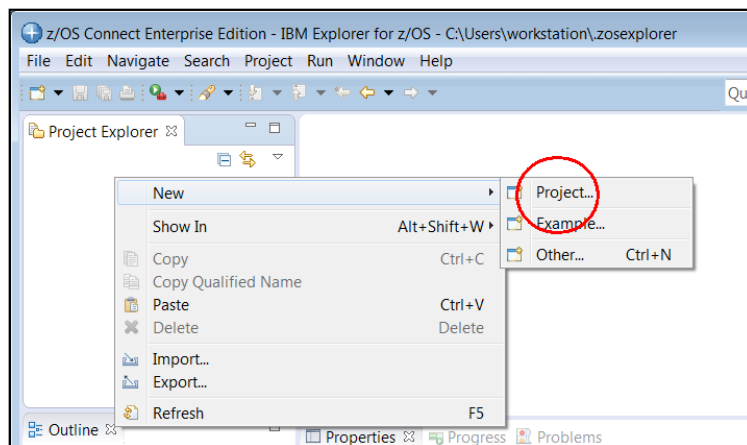 z/OS Connect Enterprise Edition - IBM Explorer for z/OS - C:\Users\workstation\.zosexplorer
File Edit Navigate Search Project Run Window Help
Qu
Project Explorer
New
Project...
Show In Alt+Shift+W
Example...
Other... Ctrl+N
Copy Ctrl+C
Copy Qualified Name
Paste Ctrl+V
Delete Delete
Import...
Export...
Refresh F5
Outline
Properties Progress Problems